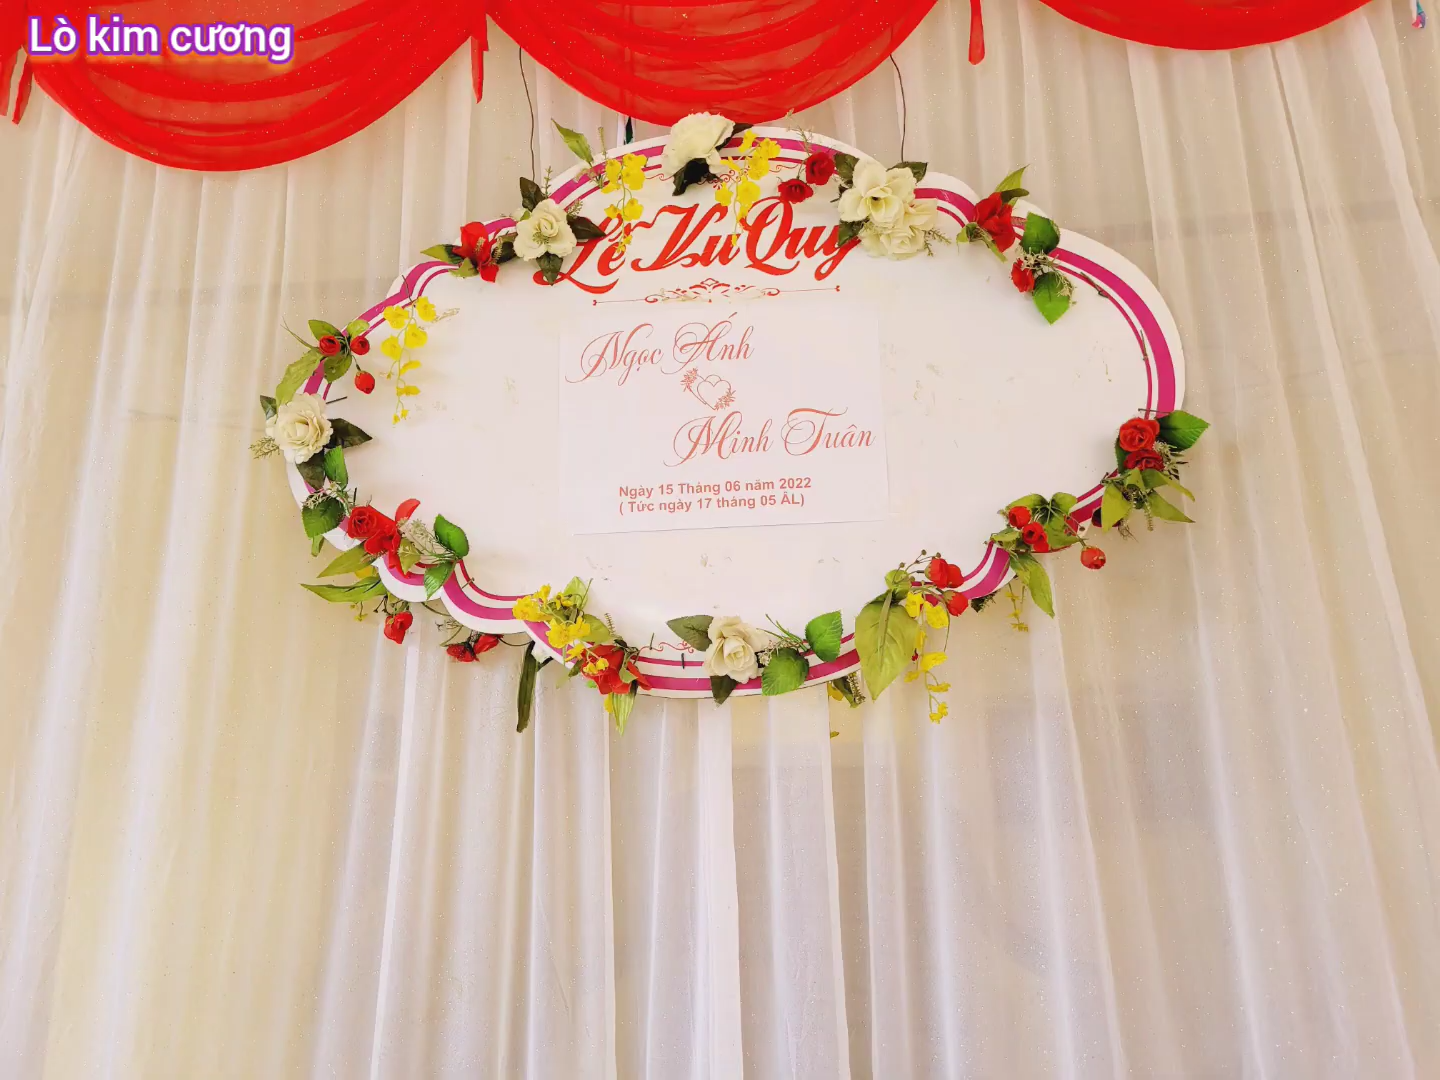 Lò kim cương
Lễ Vu Quy
Ngọc Ánh
Minh Tuân
Ngày 15 Tháng 06 năm 2022
( Tức ngày 17 tháng 05 ÂL)